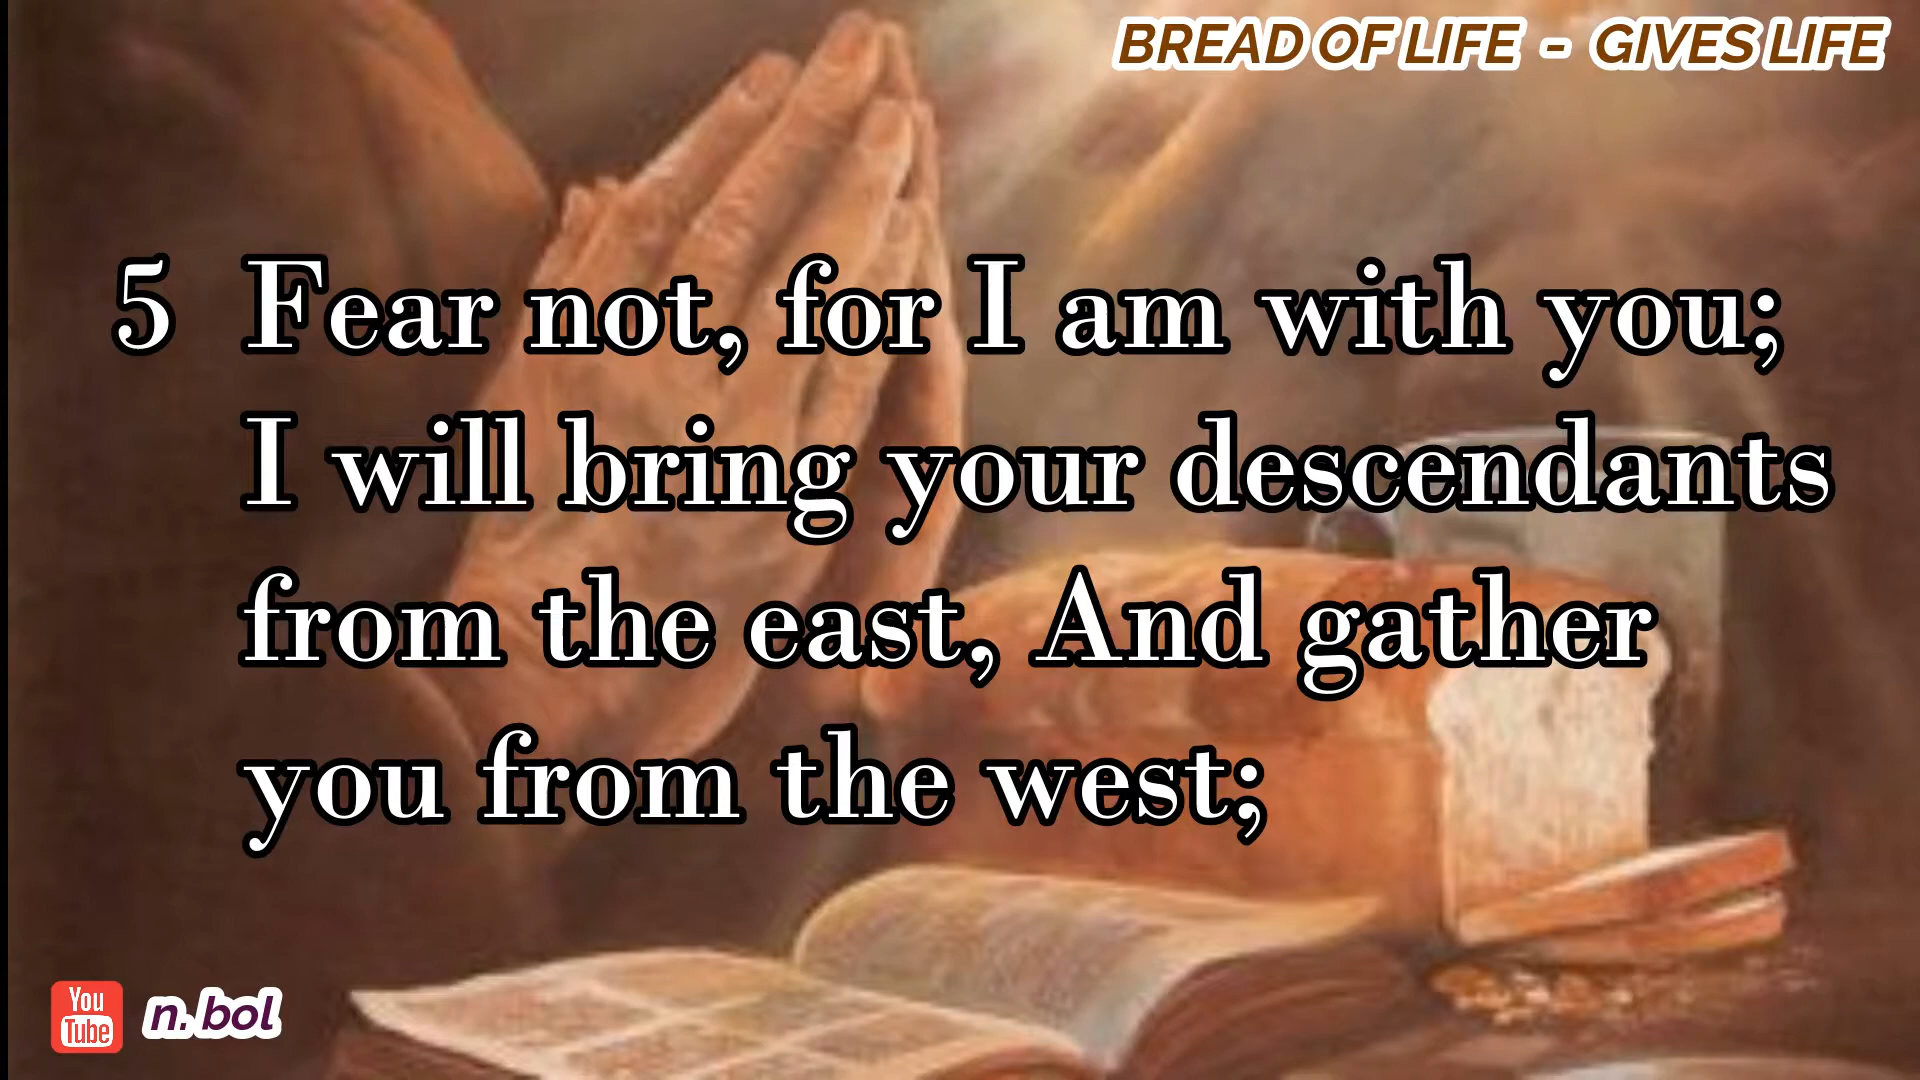 BREAD OF LIFE - GIVES LIFE
5 Fear not, for I am with you;
I will bring your descendants
from the east, And gather
you from the west;
You
Tube
n. bol